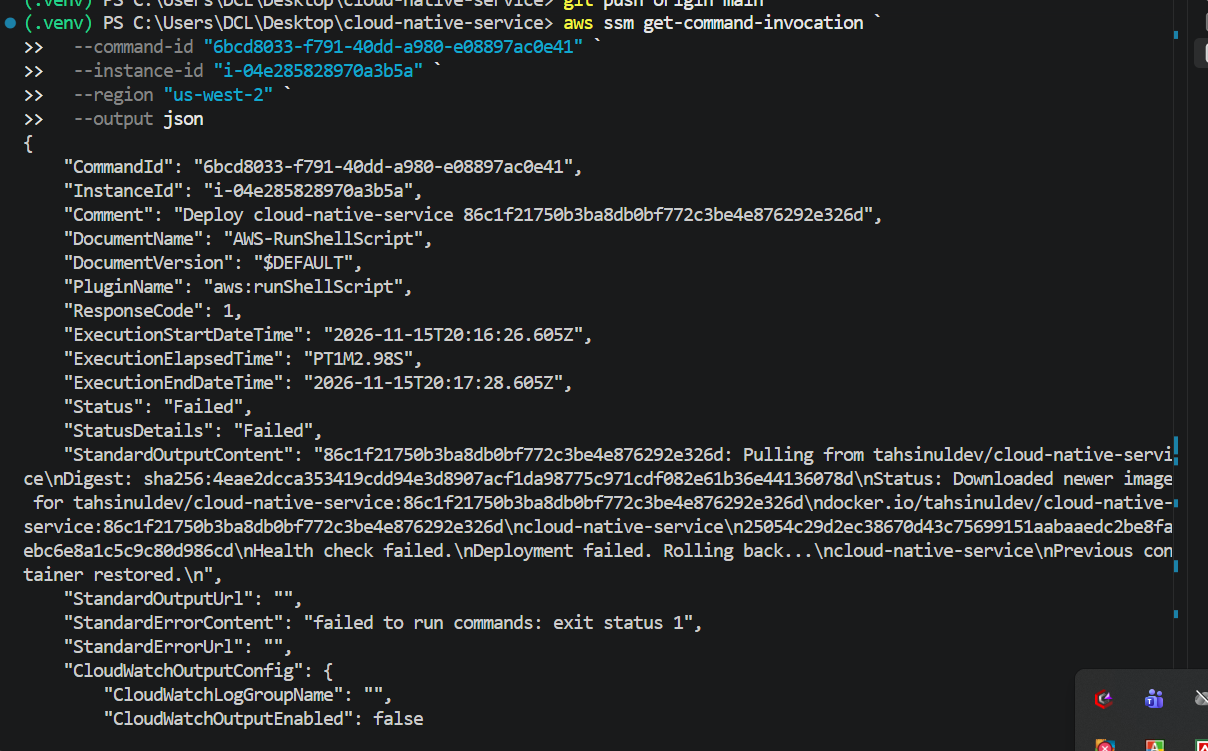 (.venv) PS C:\Users\DCL\Desktop\cloud-native-service> git push origin main
(.venv) PS C:\Users\DCL\Desktop\cloud-native-service> aws ssm get-command-invocation `
>>   --command-id "6bcd8033-f791-40dd-a980-e08897ac0e41" `
>>   --instance-id "i-04e285828970a3b5a" `
>>   --region "us-west-2" `
>>   --output json
{
    "CommandId": "6bcd8033-f791-40dd-a980-e08897ac0e41",
    "InstanceId": "i-04e285828970a3b5a",
    "Comment": "Deploy cloud-native-service 86c1f21750b3ba8db0bf772c3be4e876292e326d",
    "DocumentName": "AWS-RunShellScript",
    "DocumentVersion": "$DEFAULT",
    "PluginName": "aws:runShellScript",
    "ResponseCode": 1,
    "ExecutionStartDateTime": "2026-11-15T20:16:26.605Z",
    "ExecutionElapsedTime": "PT1M2.98S",
    "ExecutionEndDateTime": "2026-11-15T20:17:28.605Z",
    "Status": "Failed",
    "StatusDetails": "Failed",
    "StandardOutputContent": "86c1f21750b3ba8db0bf772c3be4e876292e326d: Pulling from tahsinuldev/cloud-native-servi
ce\nDigest: sha256:4eae2dcca353419cdd94e3d8907acf1da98775c971cdf082e61b36e44136078d\nStatus: Downloaded newer image
 for tahsinuldev/cloud-native-service:86c1f21750b3ba8db0bf772c3be4e876292e326d\ndocker.io/tahsinuldev/cloud-native-
service:86c1f21750b3ba8db0bf772c3be4e876292e326d\ncloud-native-service\n25054c29d2ec38670d43c75699151aabaaedc2be8fa
ebc6e8a1c5c9c80d986cd\nHealth check failed.\nDeployment failed. Rolling back...\ncloud-native-service\nPrevious con
tainer restored.\n",
    "StandardOutputUrl": "",
    "StandardErrorContent": "failed to run commands: exit status 1",
    "StandardErrorUrl": "",
    "CloudWatchOutputConfig": {
        "CloudWatchLogGroupName": "",
        "CloudWatchOutputEnabled": false